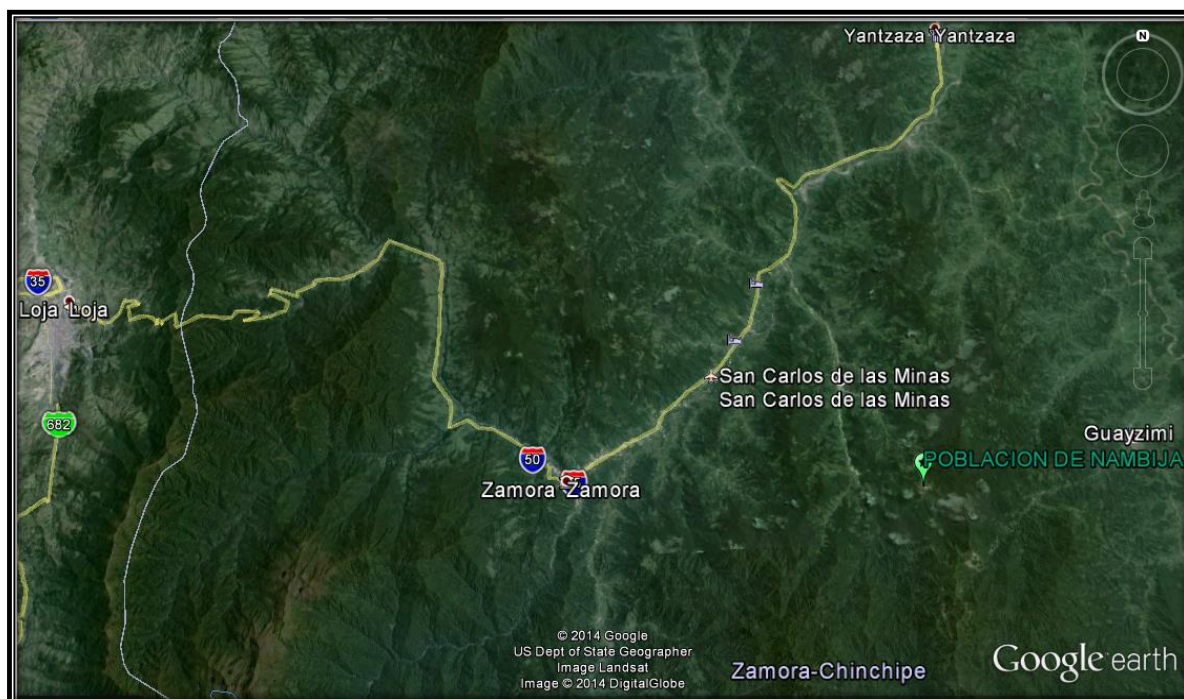 Yantzaza Yantzaza
N
35
Loja Loja
San Carlos de las Minas
San Carlos de las Minas
682
Guayzimi
50
POBLACION DE NAMBIJA
Zamora Zamora
© 2014 Google
US Dept of State Geographer
Image Landsat
Image © 2014 DigitalGlobe
Zamora-Chinchipe
Google earth